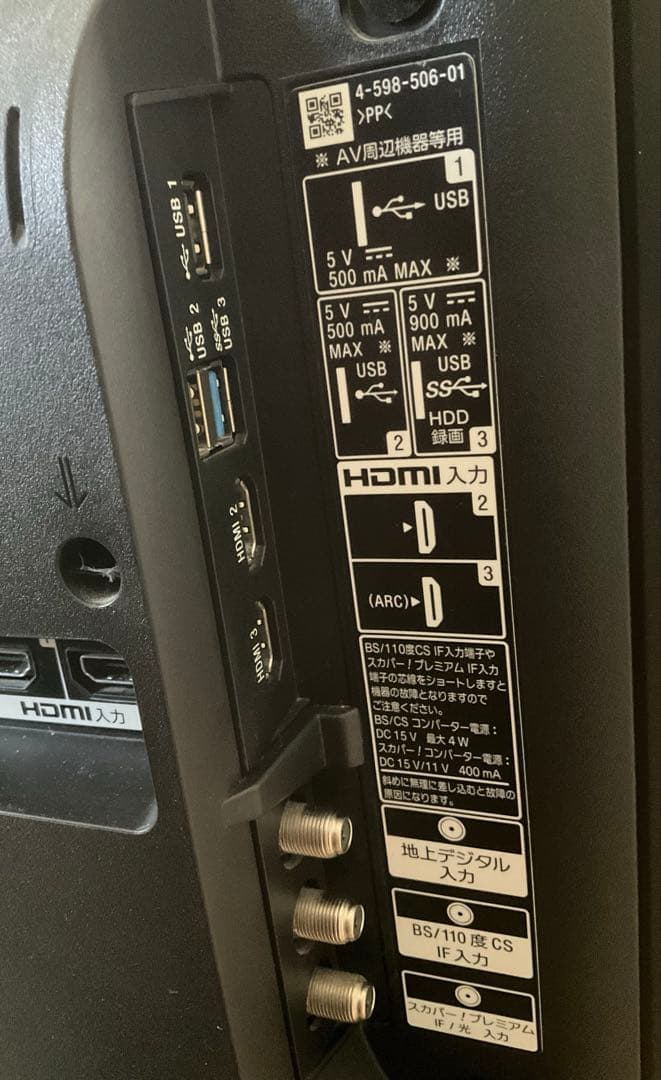 4-598-506-01
>PP<
※ AV周辺機器等用
1
USB
5 V
500 mA MAX ※
5 V
500 mA
MAX ※
USB
2
5 V
900 mA
MAX ※
USB
SS
HDD
録画 3
HDMI 入力
2
3
(ARC)
BS/110度CS IF入力端子や
スカパー!プレミアム IF入力
端子の芯線をショートしますと
機器の故障となりますので
ご注意ください。
BS/CS コンバーター電源:
DC 15 V 最大 4 W
スカパー!コンバーター電源:
DC 15 V/11 V 400 mA
斜めに無理に差し込むと故障の
原因になります。
地上デジタル
入力
BS/110 度 CS
IF 入力
スカパー!プレミアム
IF / 光 入力
USB 1
USB 2
SS USB 3
HDMI 2
HDMI 3
HDMI 入力